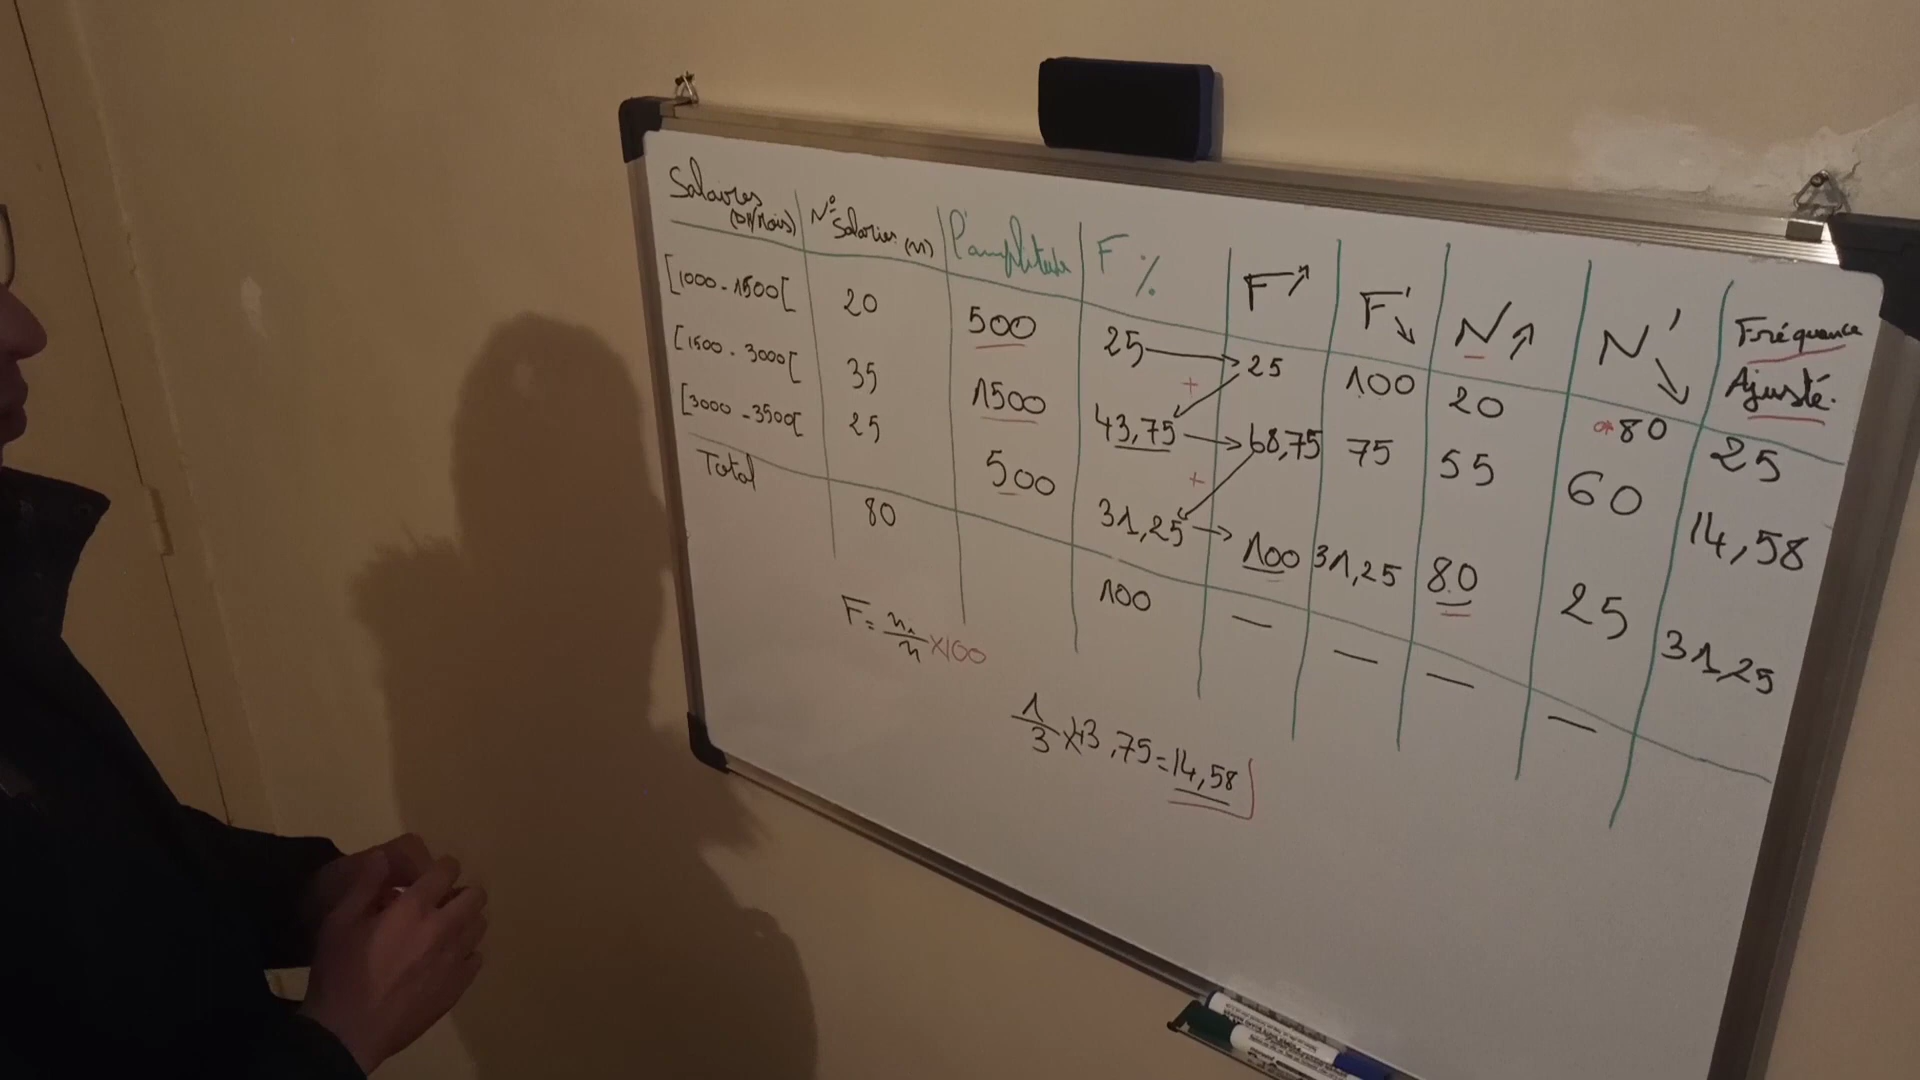 Salaires (DH/Mois) N° Salariés (n) L'amplitude F % F↗ F'↘ N↗ N'↘ Fréquence Ajusté.
[1000-1500[ 20 500 25 → 25 100 20 80 25
[1500-3000[ 35 1500 + 43,75 → 68,75 75 55 60 14,58
[3000-3500[ 25 500 + 31,25 → 100 31,25 80 25 31,25
Total 80 100 — — — —
F = n₁/n ×100
1/3 × 43,75 = 14,58